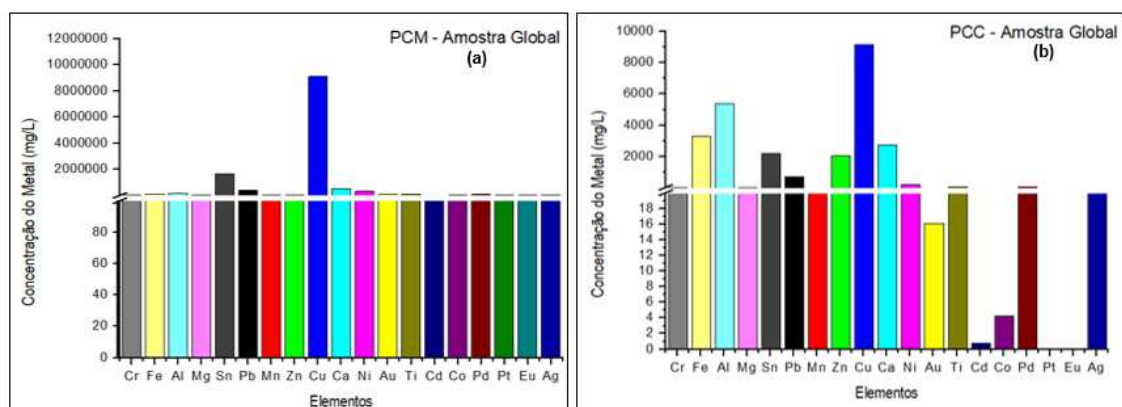 PCM - Amostra Global
(a)
Concentração do Metal (mg/L)
12000000
10000000
8000000
6000000
4000000
2000000
80
60
40
20
0
Cr Fe Al Mg Sn Pb Mn Zn Cu Ca Ni Au Ti Cd Co Pd Pt Eu Ag
Elementos
PCC - Amostra Global
(b)
Concentração do Metal (mg/L)
10000
8000
6000
4000
2000
18
16
14
12
10
8
6
4
2
0
Cr Fe Al Mg Sn Pb Mn Zn Cu Ca Ni Au Ti Cd Co Pd Pt Eu Ag
Elementos